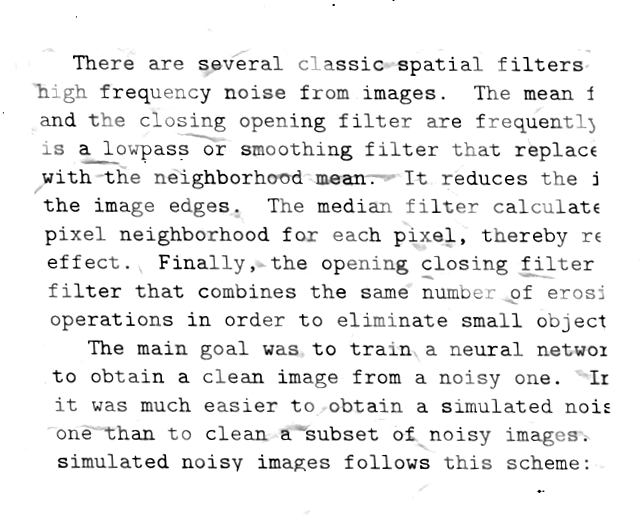 There are several classic spatial filters
high frequency noise from images. The mean f
and the closing opening filter are frequently
is a lowpass or smoothing filter that replace
with the neighborhood mean. It reduces the i
the image edges. The median filter calculate
pixel neighborhood for each pixel, thereby re
effect. Finally, the opening closing filter
filter that combines the same number of erosi
operations in order to eliminate small object
The main goal was to train a neural networ
to obtain a clean image from a noisy one. In
it was much easier to obtain a simulated nois
one than to clean a subset of noisy images.
simulated noisy images follows this scheme: